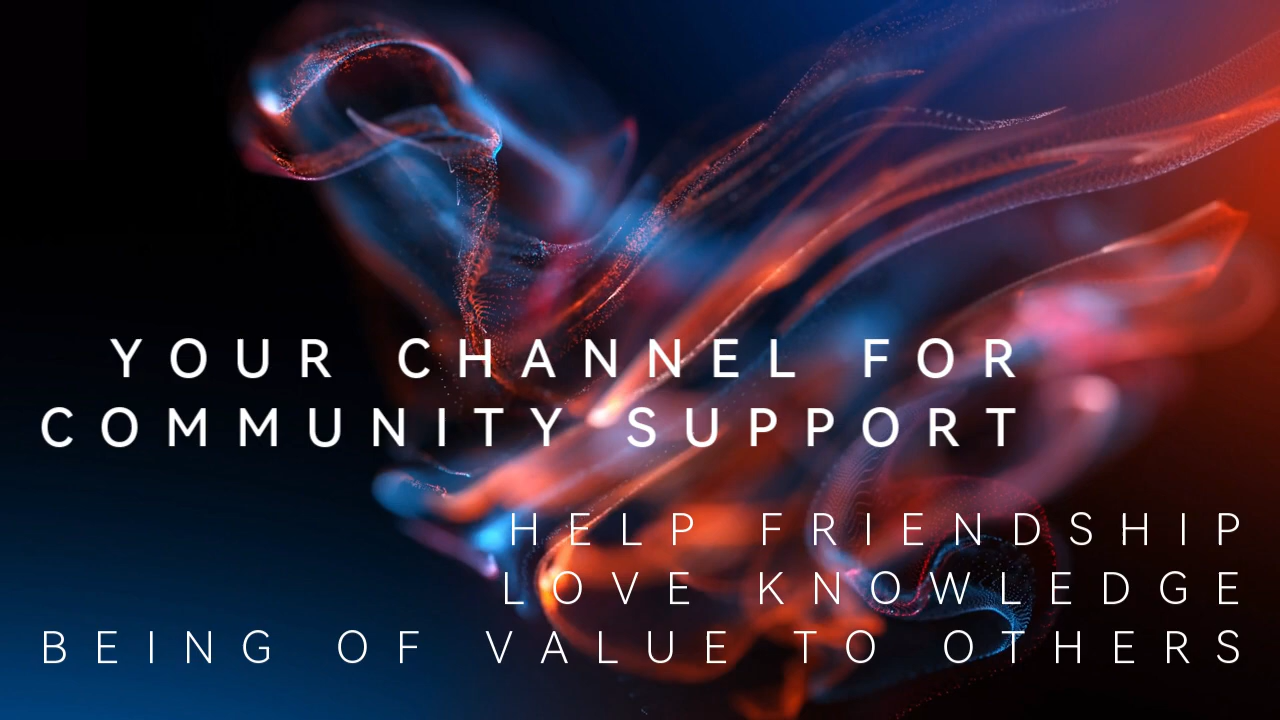 YOUR CHANNEL FOR
COMMUNITY SUPPORT
HELP FRIENDSHIP
LOVE KNOWLEDGE
BEING OF VALUE TO OTHERS